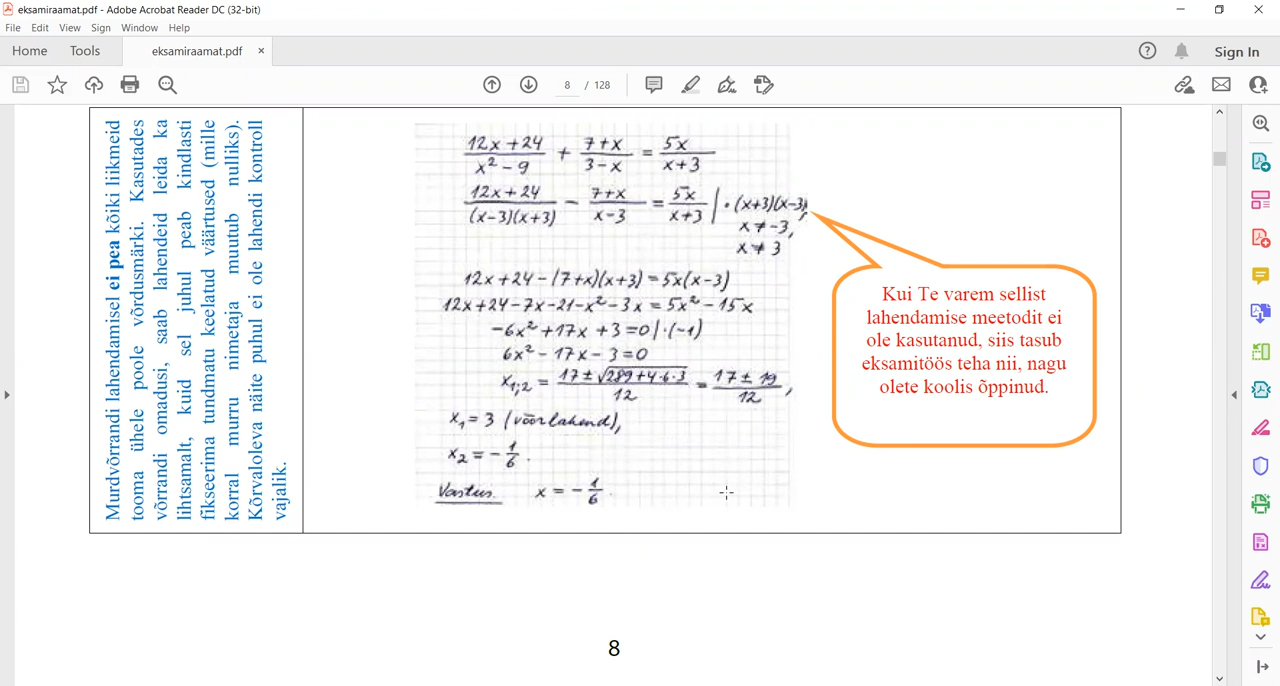 eksamiraamat.pdf - Adobe Acrobat Reader DC (32-bit)
File Edit View Sign Window Help
Home Tools eksamiraamat.pdf × Sign In
8 / 128
Murdvõrrandi lahendamisel ei pea kõiki liikmeid
tooma ühele poole võrdusmärki. Kasutades
võrrandi omadusi, saab lahendeid leida ka
lihtsamalt, kuid sel juhul peab kindlasti
fikseerima tundmatu keelatud väärtused (mille
korral murru nimetaja muutub nulliks).
Kõrvaloleva näite puhul ei ole lahendi kontroll
vajalik.
(12x+24)/(x²-9) + (7+x)/(3-x) = 5x/(x+3)
(12x+24)/((x-3)(x+3)) - (7+x)/(x-3) = 5x/(x+3) | · (x+3)(x-3),
x ≠ -3,
x ≠ 3
12x+24-(7+x)(x+3)=5x(x-3)
12x+24-7x-21-x²-3x=5x²-15x
-6x²+17x+3=0|·(-1)
6x²-17x-3=0
x1;2 = (17±√(289+4·6·3))/12 = (17±19)/12,
x1=3 (võõrlahend),
x2=-1/6.
Vastus. x=-1/6.
Kui Te varem sellist
lahendamise meetodit ei
ole kasutanud, siis tasub
eksamitöös teha nii, nagu
olete koolis õppinud.
8